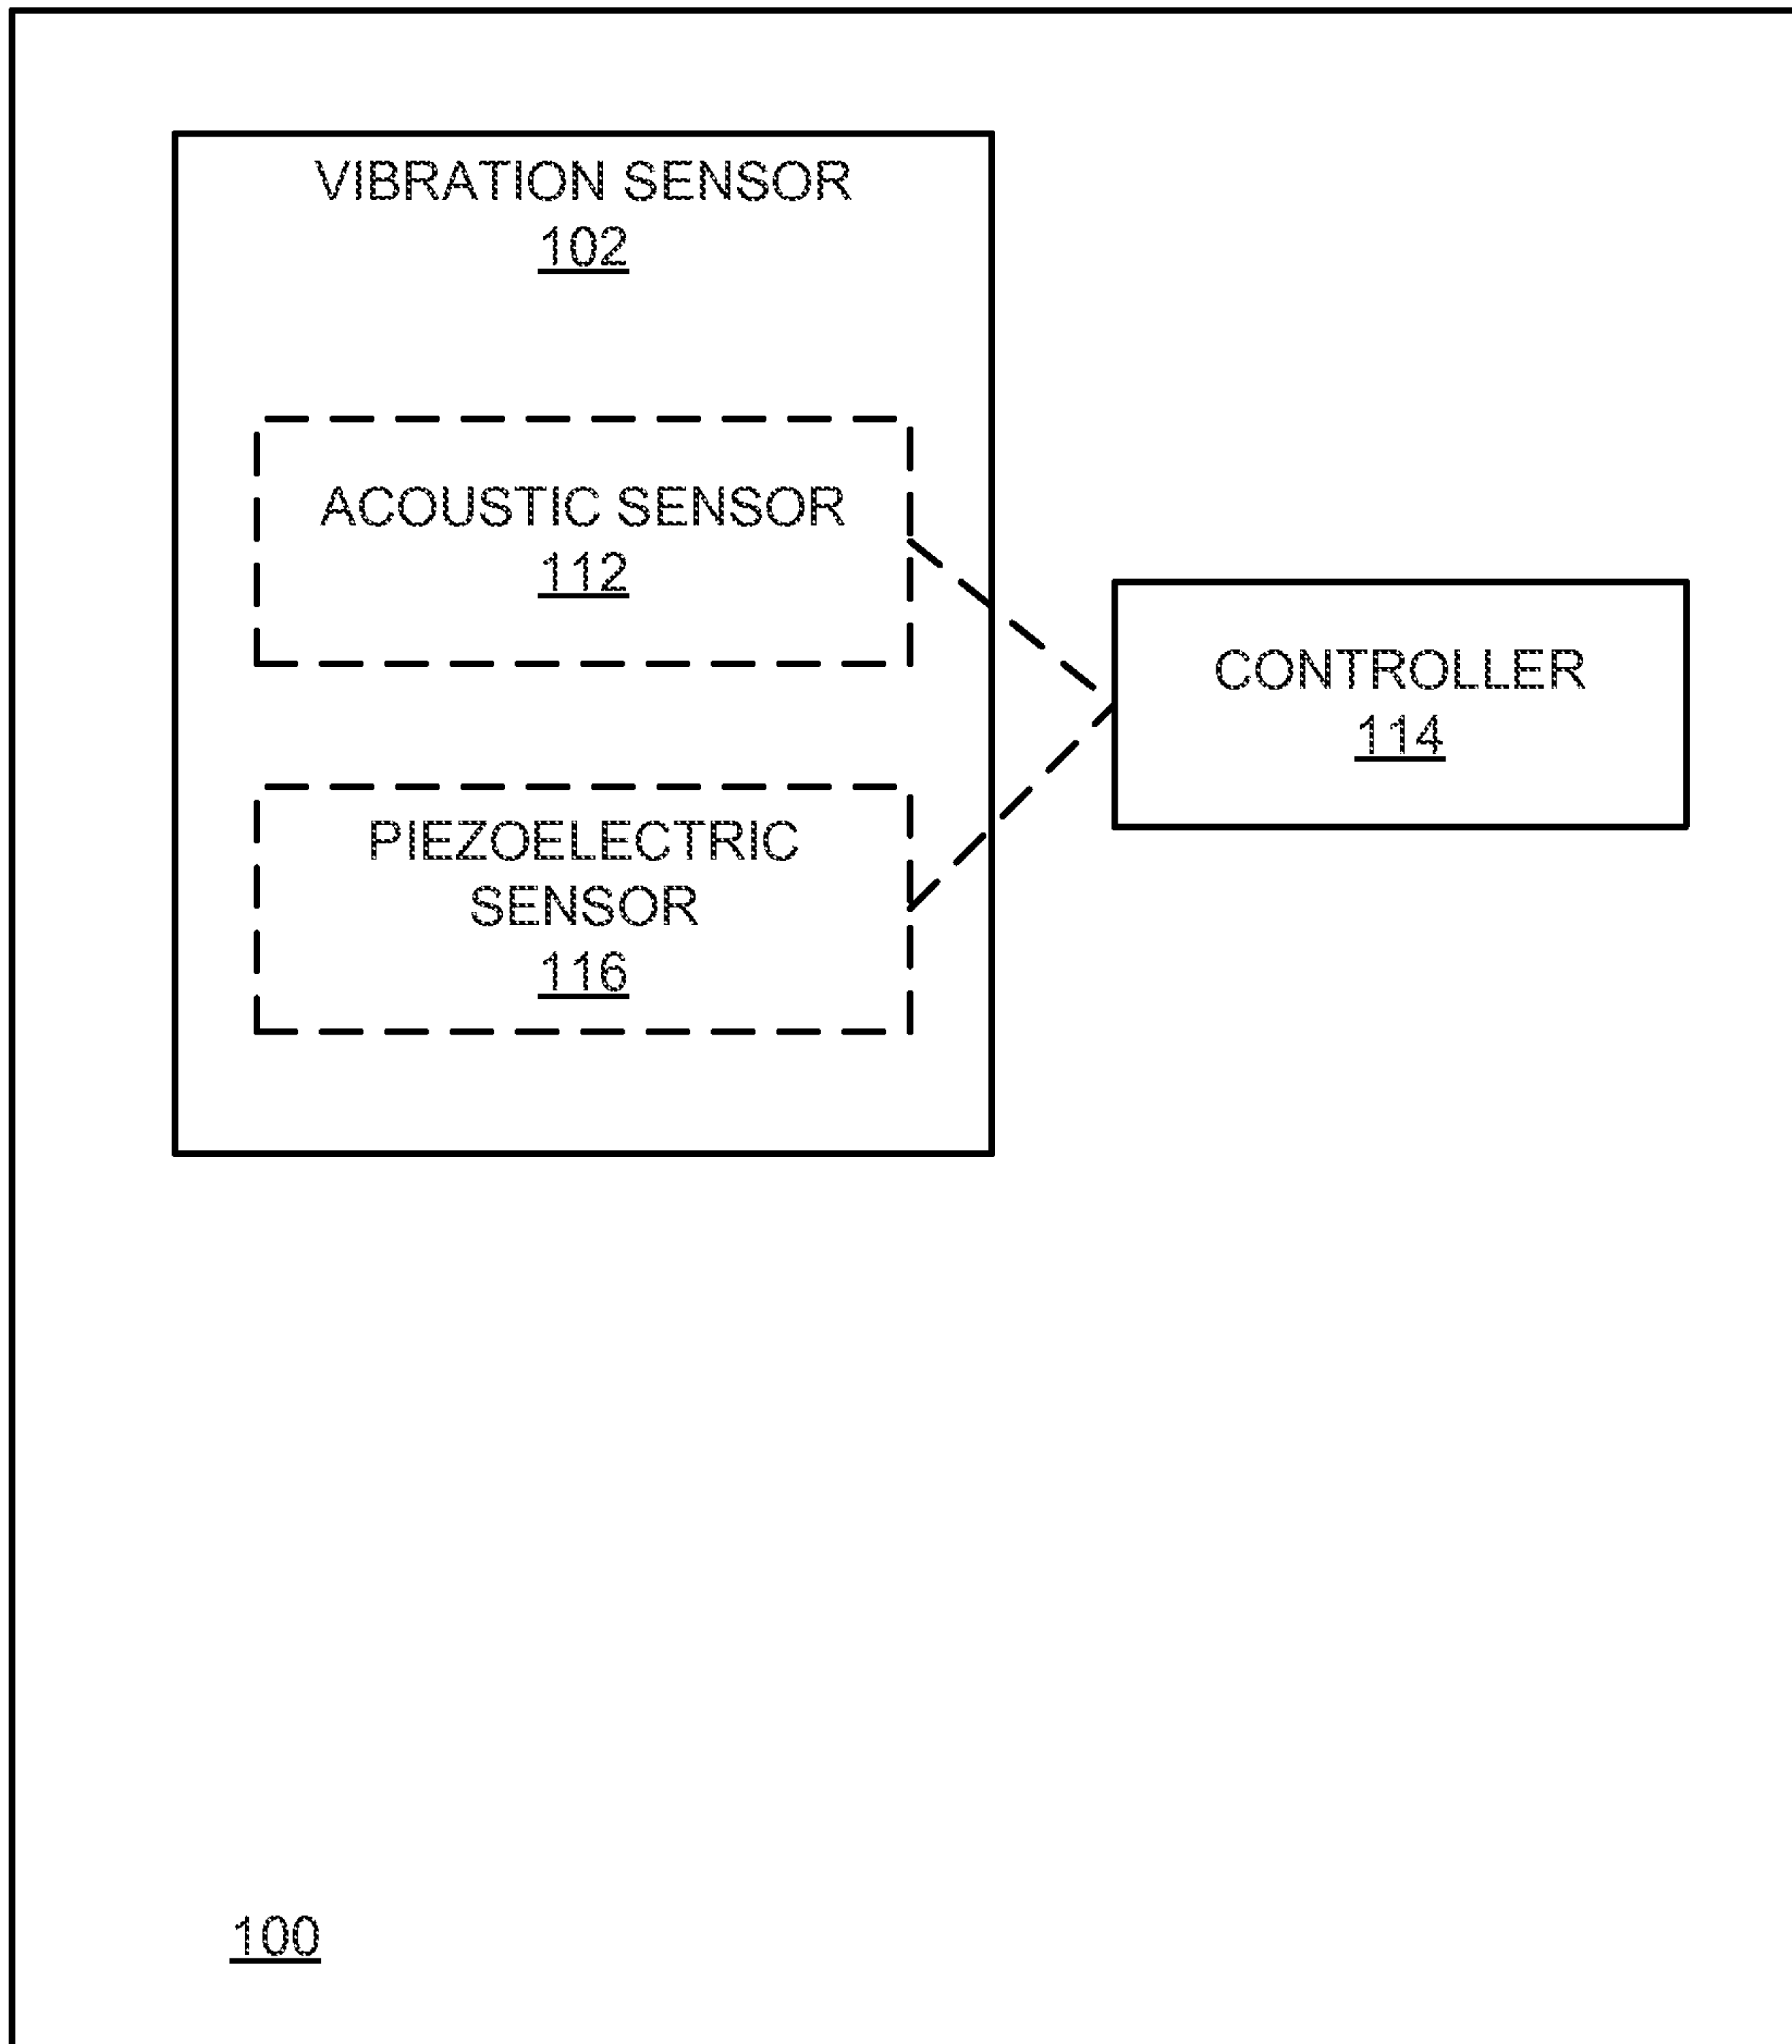 VIBRATION SENSOR
102
ACOUSTIC SENSOR
112
CONTROLLER
114
PIEZOELECTRIC
SENSOR
116
100